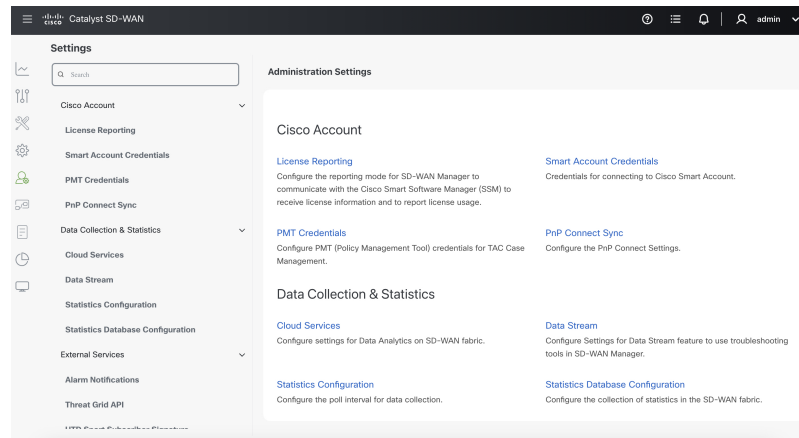 CISCO Catalyst SD-WAN
admin
Settings
Search
Cisco Account
License Reporting
Smart Account Credentials
PMT Credentials
PnP Connect Sync
Data Collection & Statistics
Cloud Services
Data Stream
Statistics Configuration
Statistics Database Configuration
External Services
Alarm Notifications
Threat Grid API
Administration Settings
Cisco Account
License Reporting
Configure the reporting mode for SD-WAN Manager to
communicate with the Cisco Smart Software Manager (SSM) to
receive license information and to report license usage.
Smart Account Credentials
Credentials for connecting to Cisco Smart Account.
PMT Credentials
Configure PMT (Policy Management Tool) credentials for TAC Case
Management.
PnP Connect Sync
Configure the PnP Connect Settings.
Data Collection & Statistics
Cloud Services
Configure settings for Data Analytics on SD-WAN fabric.
Data Stream
Configure Settings for Data Stream feature to use troubleshooting
tools in SD-WAN Manager.
Statistics Configuration
Configure the poll interval for data collection.
Statistics Database Configuration
Configure the collection of statistics in the SD-WAN fabric.